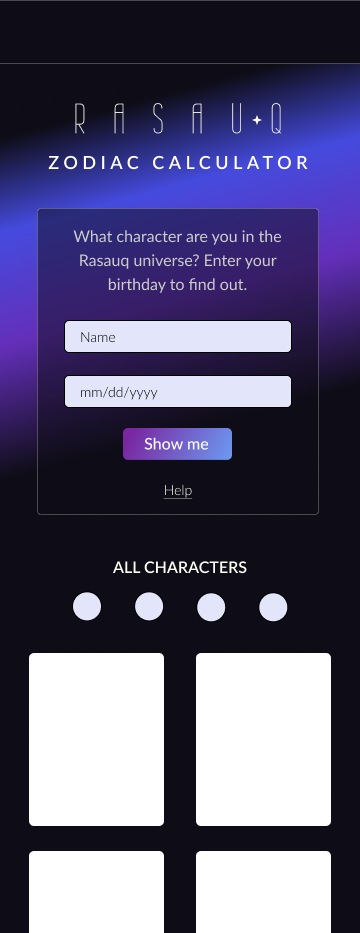 RASAU✦Q
ZODIAC CALCULATOR
What character are you in the
Rasauq universe? Enter your
birthday to find out.
Name
mm/dd/yyyy
Show me
Help
ALL CHARACTERS